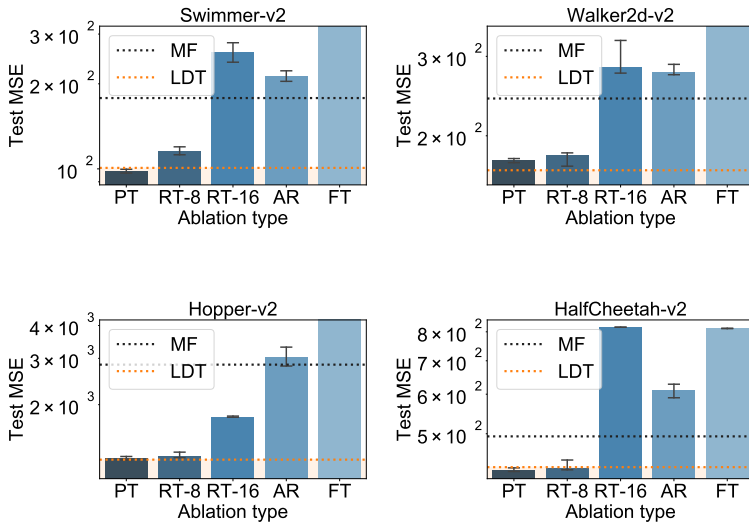 Swimmer-v2
3 × 10 2
2 × 10 2
10 2
Test MSE
MF
LDT
PT RT-8 RT-16 AR FT
Ablation type
Walker2d-v2
3 × 10 2
2 × 10 2
Test MSE
MF
LDT
PT RT-8 RT-16 AR FT
Ablation type
Hopper-v2
4 × 10 3
3 × 10 3
2 × 10 3
Test MSE
MF
LDT
PT RT-8 RT-16 AR FT
Ablation type
HalfCheetah-v2
8 × 10 2
7 × 10 2
6 × 10 2
5 × 10 2
Test MSE
MF
LDT
PT RT-8 RT-16 AR FT
Ablation type